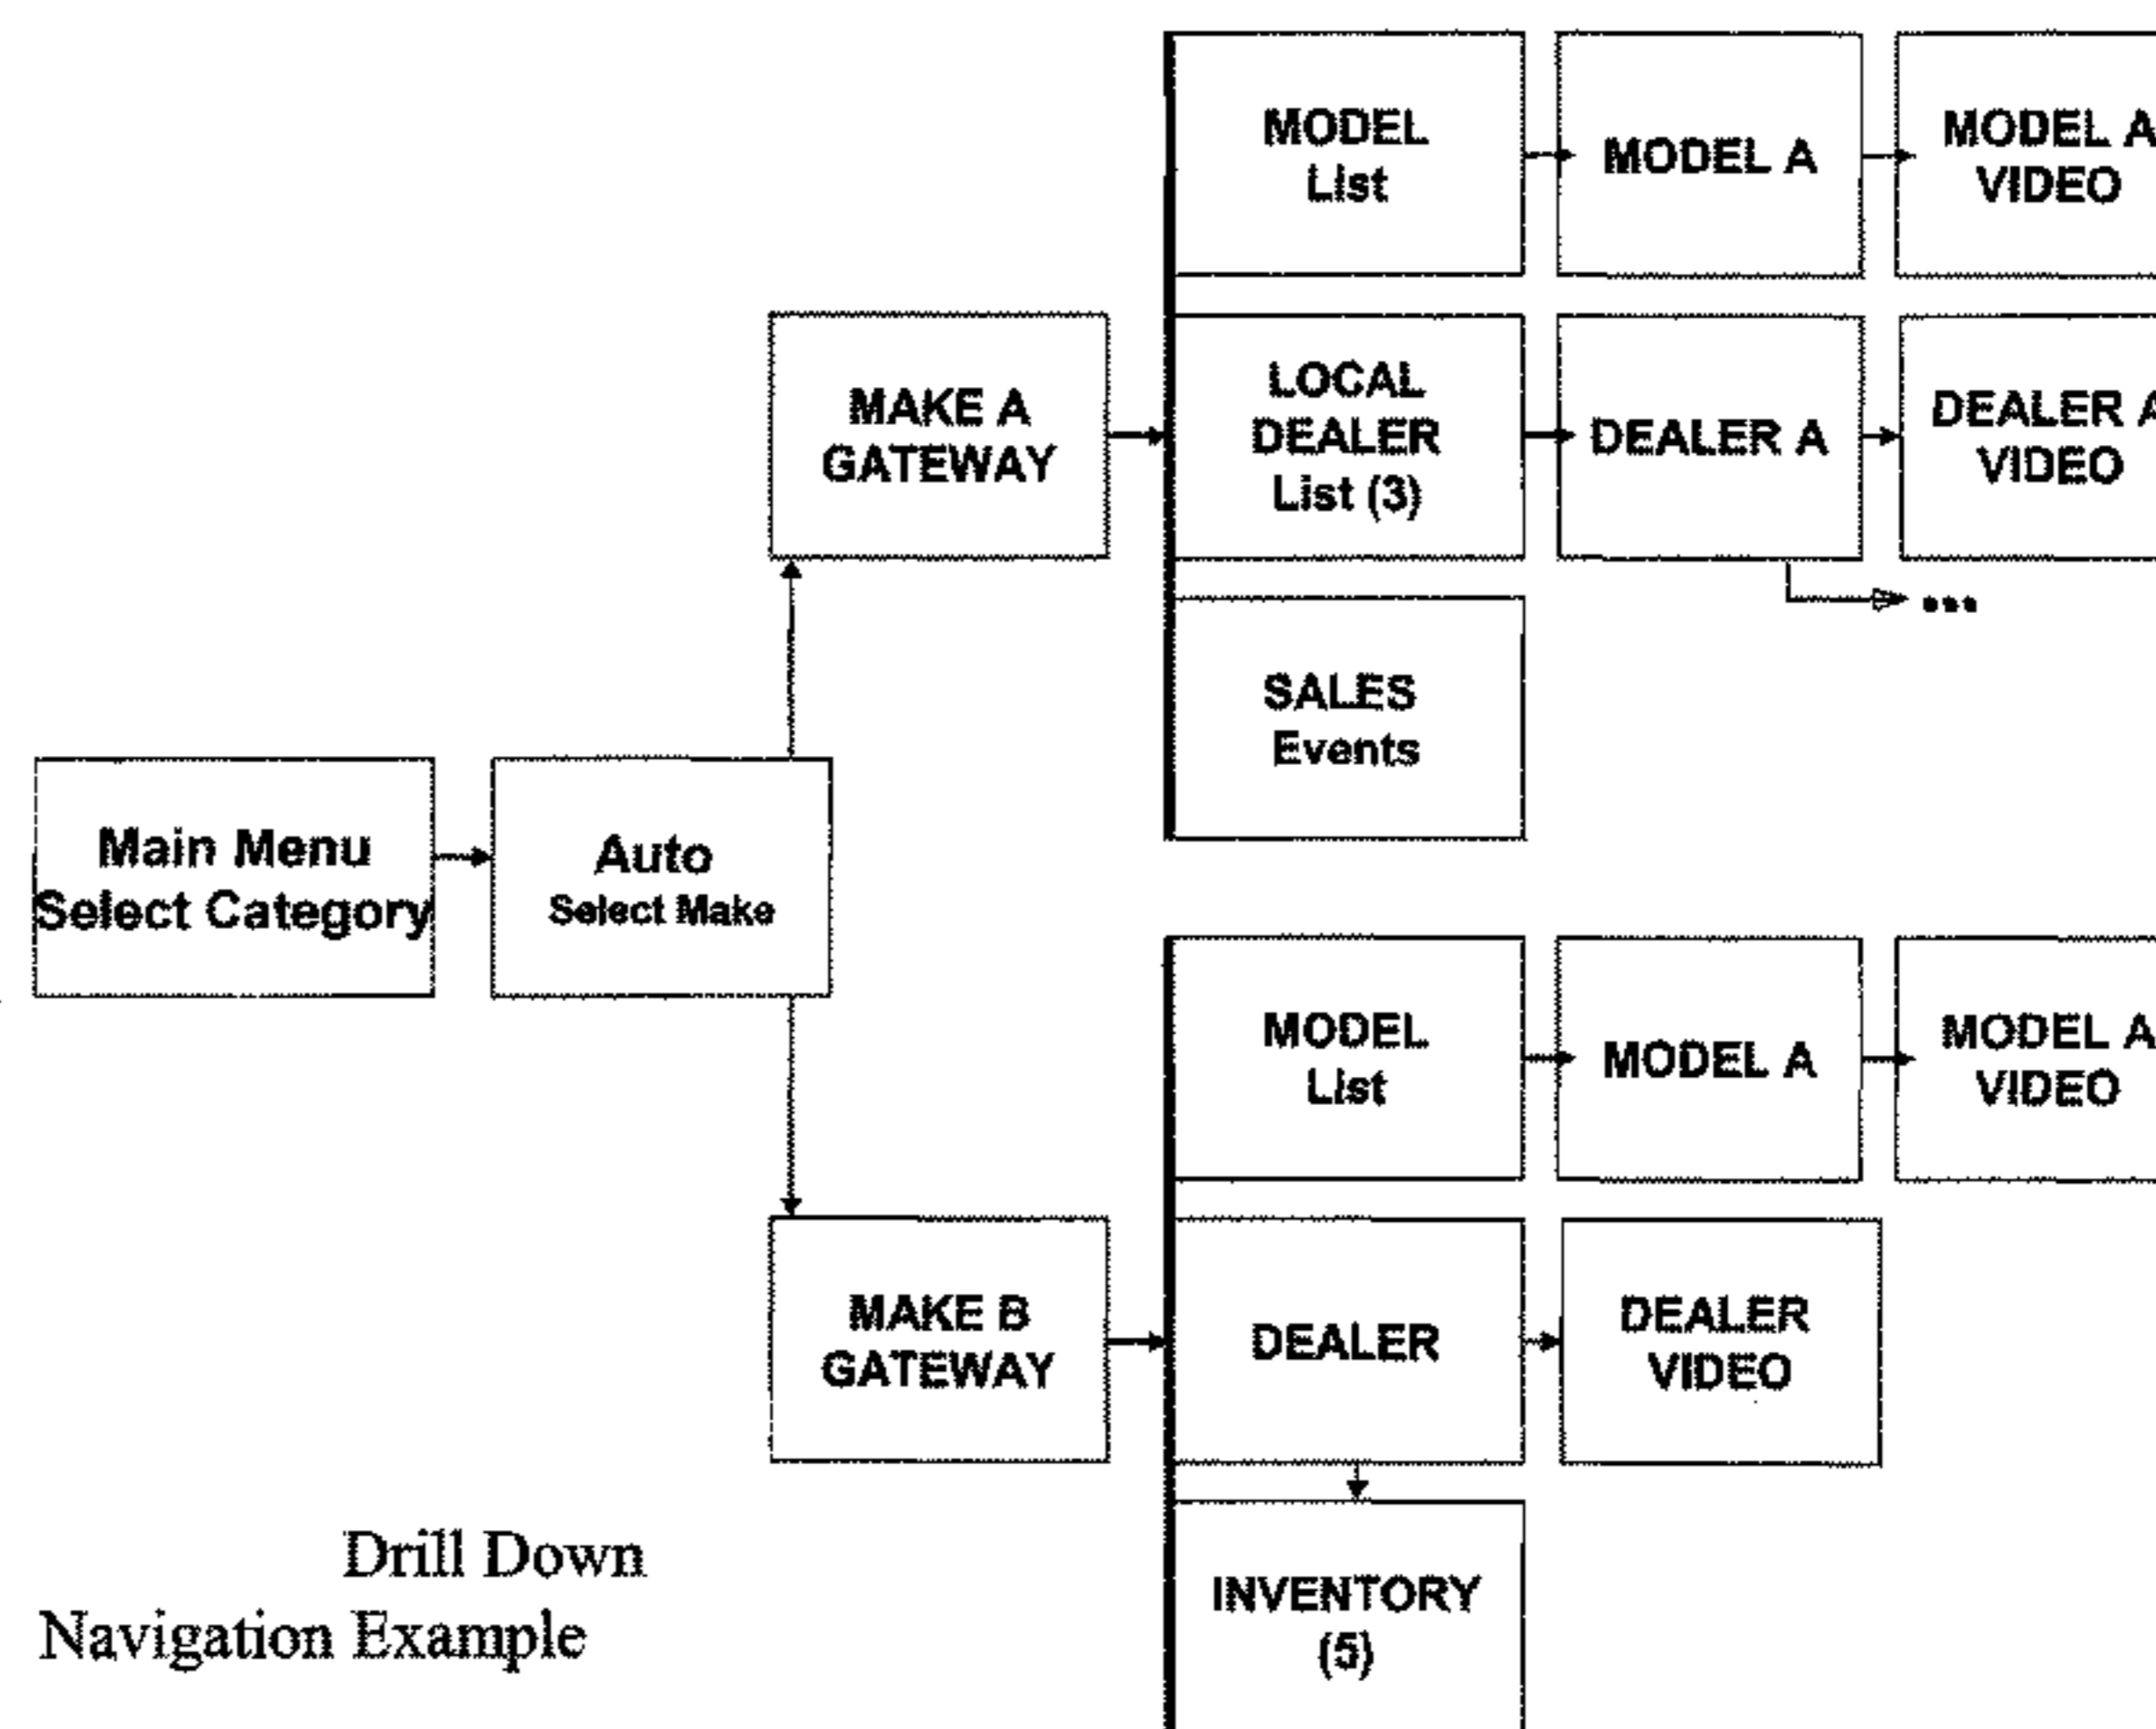 MODEL
List
MODEL A
MODEL A
VIDEO
MAKE A
GATEWAY
LOCAL
DEALER
List (3)
DEALER A
DEALER A
VIDEO
...
SALES
Events
Main Menu
Select Category
Auto
Select Make
MODEL
List
MODEL A
MODEL A
VIDEO
MAKE B
GATEWAY
DEALER
DEALER
VIDEO
INVENTORY
(5)
Drill Down
Navigation Example